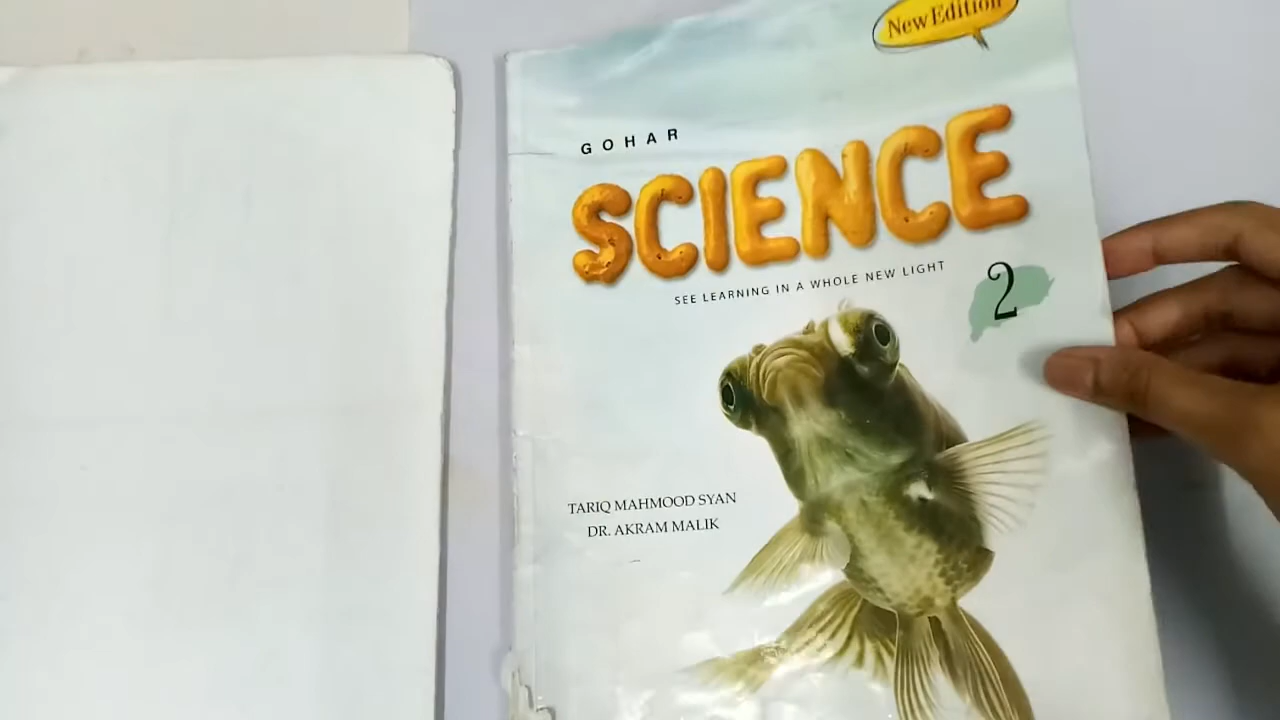 New Edition
GOHAR
SCIENCE
SEE LEARNING IN A WHOLE NEW LIGHT
2
TARIQ MAHMOOD SYAN
DR. AKRAM MALIK